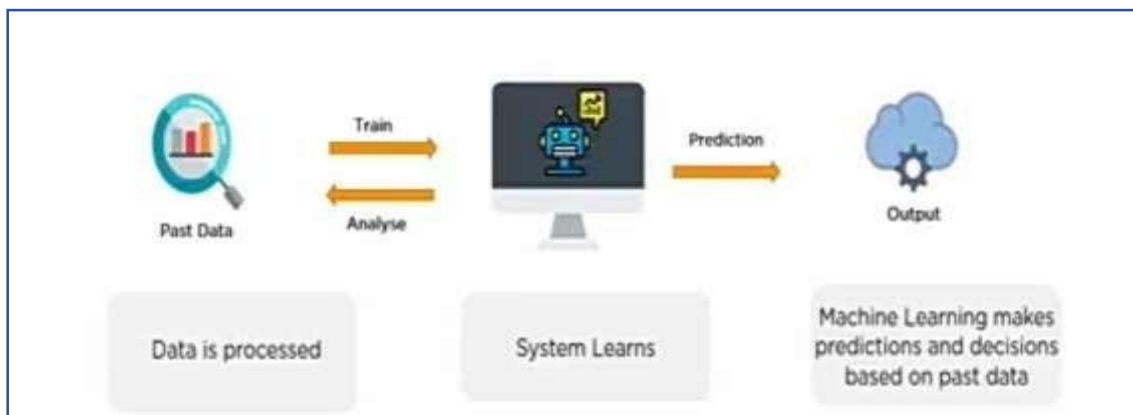 Train
Prediction
Past Data
Analyse
Output
Data is processed
System Learns
Machine Learning makes
predictions and decisions
based on past data